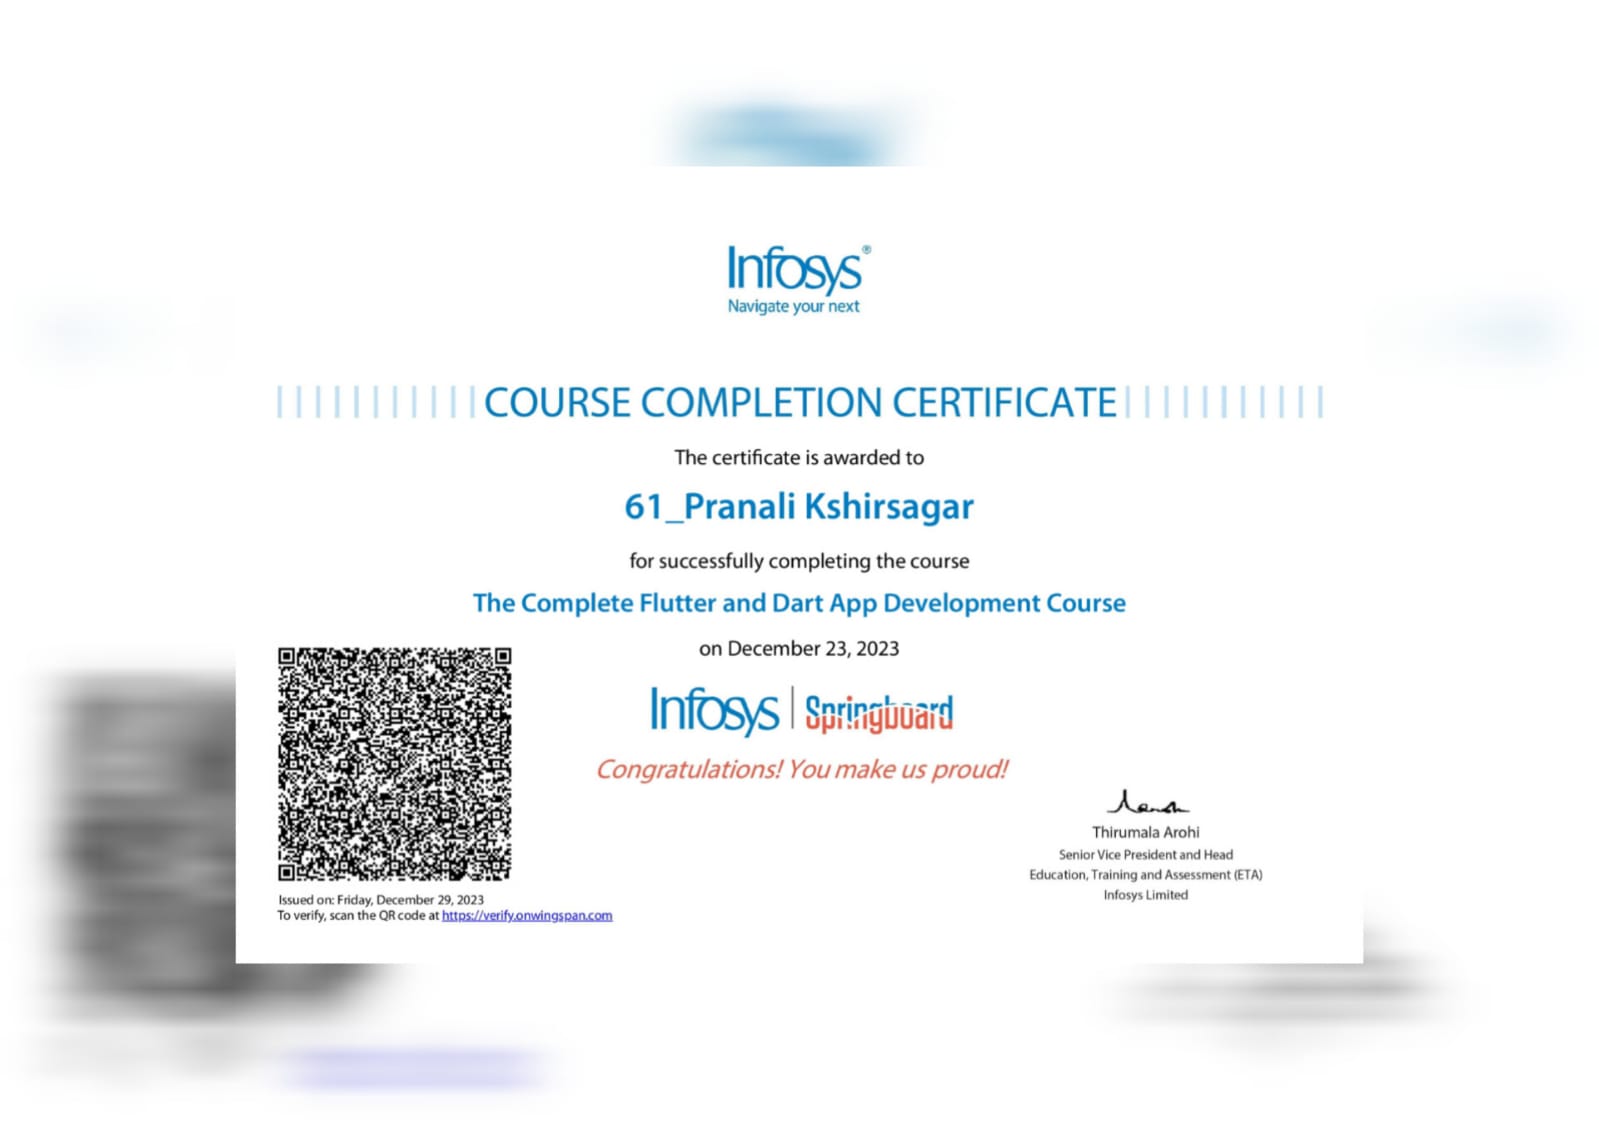 Infosys®
Navigate your next
COURSE COMPLETION CERTIFICATE
The certificate is awarded to
61_Pranali Kshirsagar
for successfully completing the course
The Complete Flutter and Dart App Development Course
on December 23, 2023
Infosys | Springboard
Congratulations! You make us proud!
Thirumala Arohi
Senior Vice President and Head
Education, Training and Assessment (ETA)
Infosys Limited
Issued on: Friday, December 29, 2023
To verify, scan the QR code at https://verify.onwingspan.com